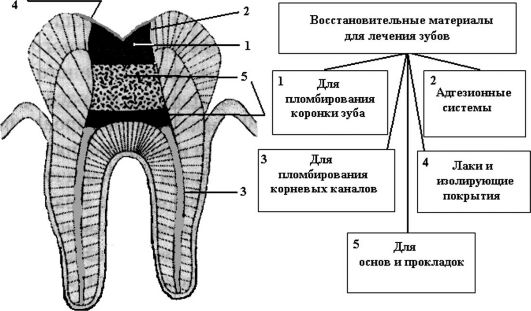 4
2
1
5
3
Восстановительные материалы
для лечения зубов
1 Для
пломбирования
коронки зуба
2
Адгезионные
системы
3 Для
пломбирования
корневых каналов
4
Лаки и
изолирующие
покрытия
5 Для
основ и прокладок